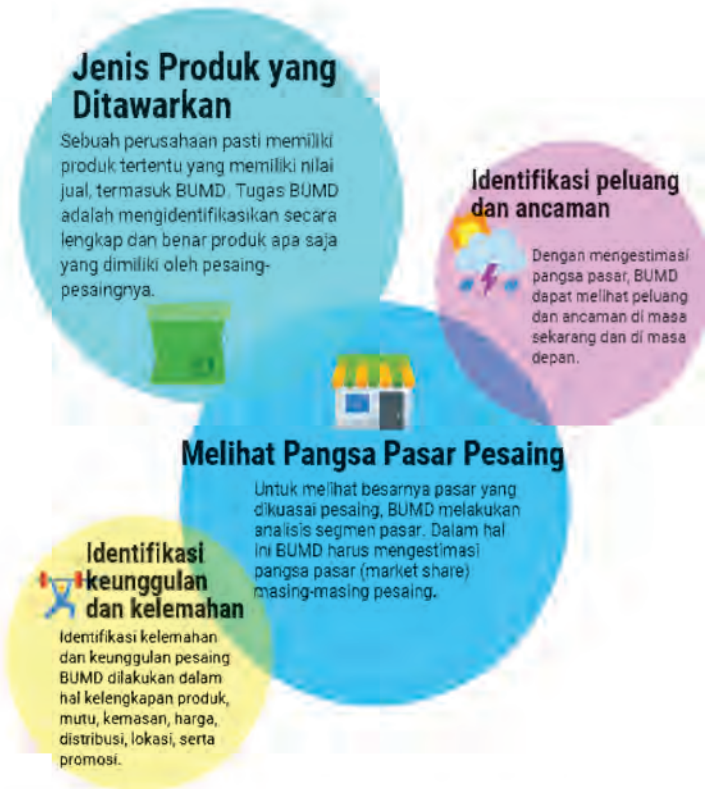 Jenis Produk yang
Ditawarkan
Sebuah perusahaan pasti memiliki
produk tertentu yang memiliki nilai
jual, termasuk BUMD. Tugas BUMD
adalah mengidentifikasikan secara
lengkap dan benar produk apa saja
yang dimiliki oleh pesaing-
pesaingnya.
Identifikasi peluang
dan ancaman
Dengan mengestimasi
pangsa pasar, BUMD
dapat melihat peluang
dan ancaman di masa
sekarang dan di masa
depan.
Melihat Pangsa Pasar Pesaing
Untuk melihat besarnya pasar yang
dikuasai pesaing, BUMD melakukan
analisis segmen pasar. Dalam hal
ini BUMD harus mengestimasi
pangsa pasar (market share)
masing-masing pesaing.
Identifikasi
keunggulan
dan kelemahan
Identifikasi kelemahan
dan keunggulan pesaing
BUMD dilakukan dalam
hal kelengkapan produk,
mutu, kemasan, harga,
distribusi, lokasi, serta
promosi.